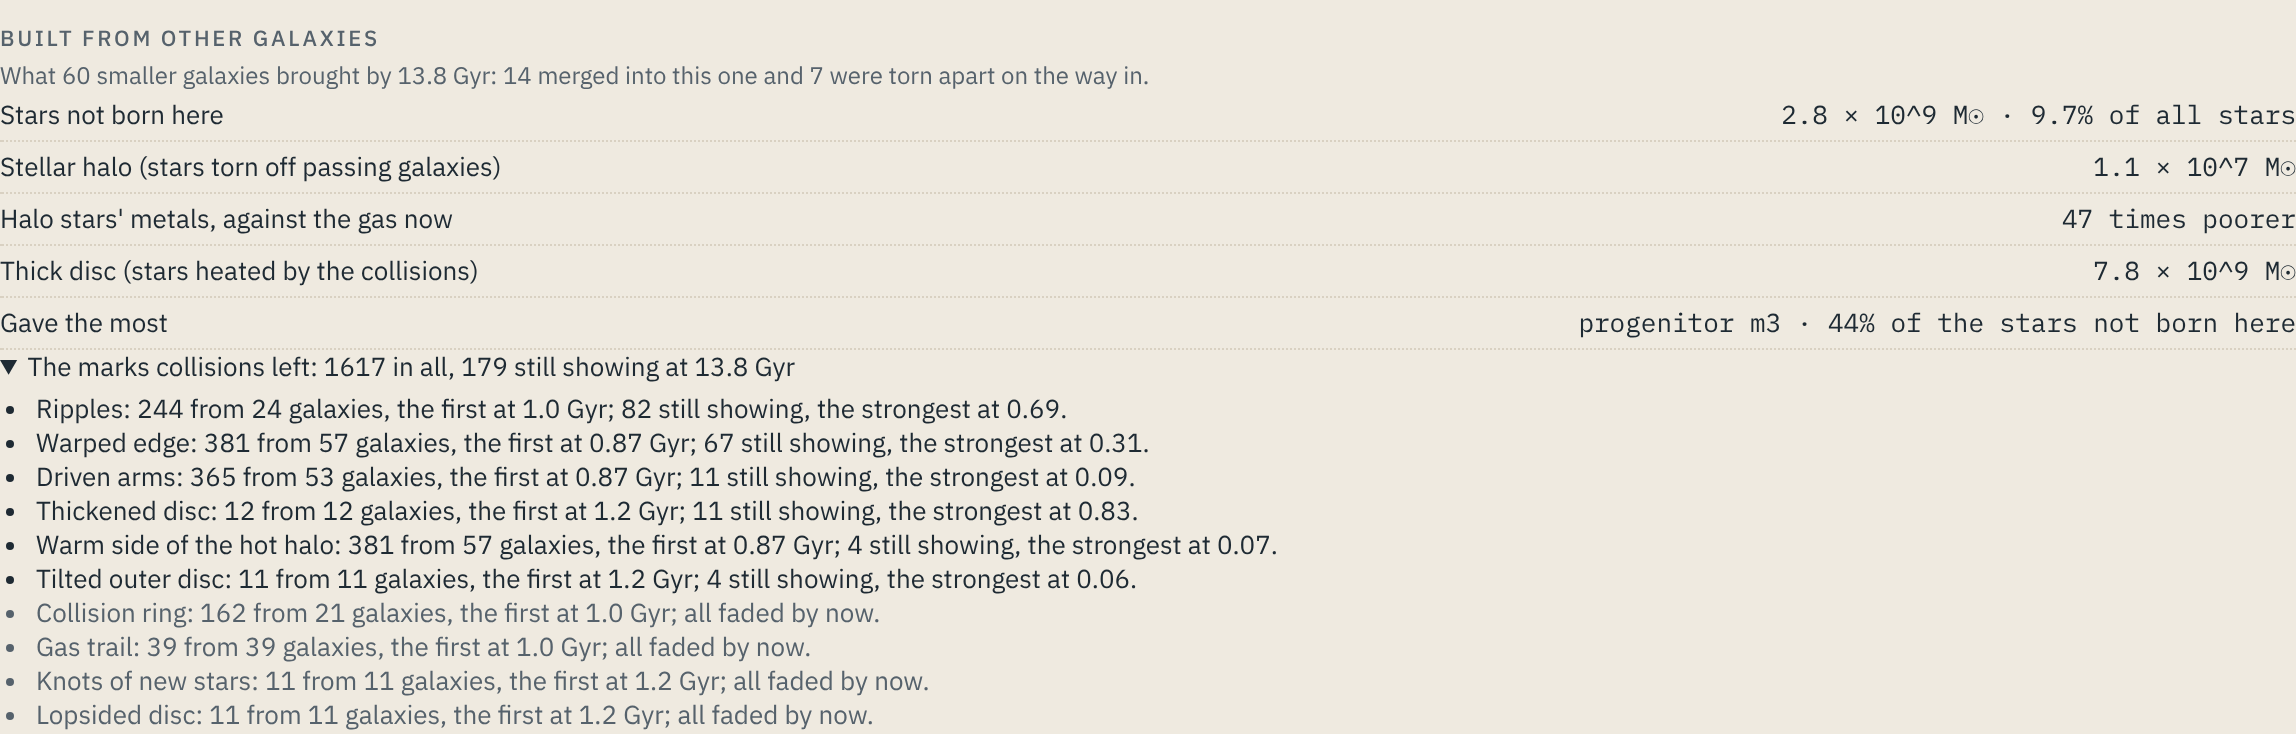 BUILT FROM OTHER GALAXIES
What 60 smaller galaxies brought by 13.8 Gyr: 14 merged into this one and 7 were torn apart on the way in.
Stars not born here 2.8 × 10^9 M☉ · 9.7% of all stars
Stellar halo (stars torn off passing galaxies) 1.1 × 10^7 M☉
Halo stars' metals, against the gas now 47 times poorer
Thick disc (stars heated by the collisions) 7.8 × 10^9 M☉
Gave the most progenitor m3 · 44% of the stars not born here
▼ The marks collisions left: 1617 in all, 179 still showing at 13.8 Gyr
• Ripples: 244 from 24 galaxies, the first at 1.0 Gyr; 82 still showing, the strongest at 0.69.
• Warped edge: 381 from 57 galaxies, the first at 0.87 Gyr; 67 still showing, the strongest at 0.31.
• Driven arms: 365 from 53 galaxies, the first at 0.87 Gyr; 11 still showing, the strongest at 0.09.
• Thickened disc: 12 from 12 galaxies, the first at 1.2 Gyr; 11 still showing, the strongest at 0.83.
• Warm side of the hot halo: 381 from 57 galaxies, the first at 0.87 Gyr; 4 still showing, the strongest at 0.07.
• Tilted outer disc: 11 from 11 galaxies, the first at 1.2 Gyr; 4 still showing, the strongest at 0.06.
• Collision ring: 162 from 21 galaxies, the first at 1.0 Gyr; all faded by now.
• Gas trail: 39 from 39 galaxies, the first at 1.0 Gyr; all faded by now.
• Knots of new stars: 11 from 11 galaxies, the first at 1.2 Gyr; all faded by now.
• Lopsided disc: 11 from 11 galaxies, the first at 1.2 Gyr; all faded by now.